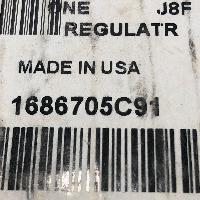 ONE J8F
REGULATR
MADE IN USA
1686705C91